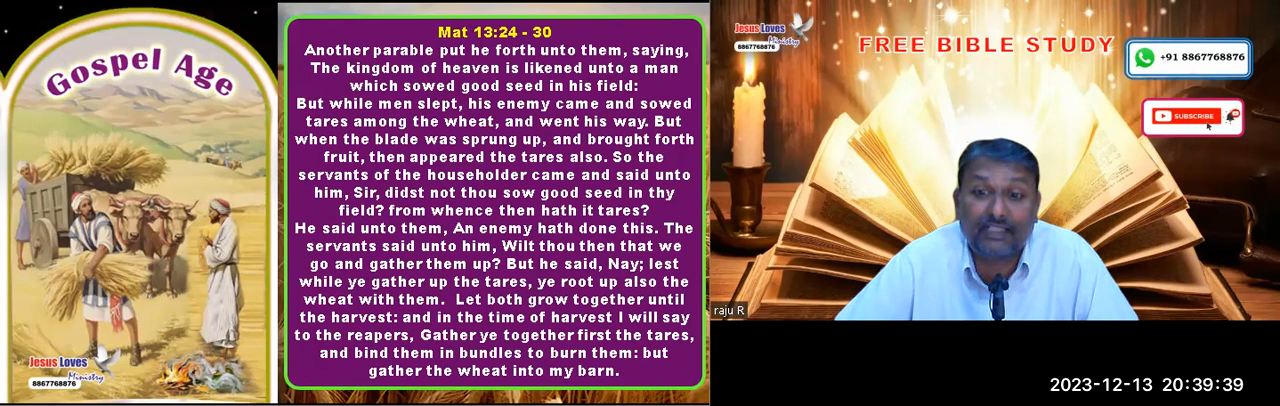 Gospel Age
Jesus Loves
Ministry
8867768876
Mat 13:24 - 30
Another parable put he forth unto them, saying,
The kingdom of heaven is likened unto a man
which sowed good seed in his field:
But while men slept, his enemy came and sowed
tares among the wheat, and went his way. But
when the blade was sprung up, and brought forth
fruit, then appeared the tares also. So the
servants of the householder came and said unto
him, Sir, didst not thou sow good seed in thy
field? from whence then hath it tares?
He said unto them, An enemy hath done this. The
servants said unto him, Wilt thou then that we
go and gather them up? But he said, Nay; lest
while ye gather up the tares, ye root up also the
wheat with them. Let both grow together until
the harvest: and in the time of harvest I will say
to the reapers, Gather ye together first the tares,
and bind them in bundles to burn them: but
gather the wheat into my barn.
Jesus Loves
Ministry
8867768876
FREE BIBLE STUDY
+91 8867768876
SUBSCRIBE
raju R
2023-12-13 20:39:39